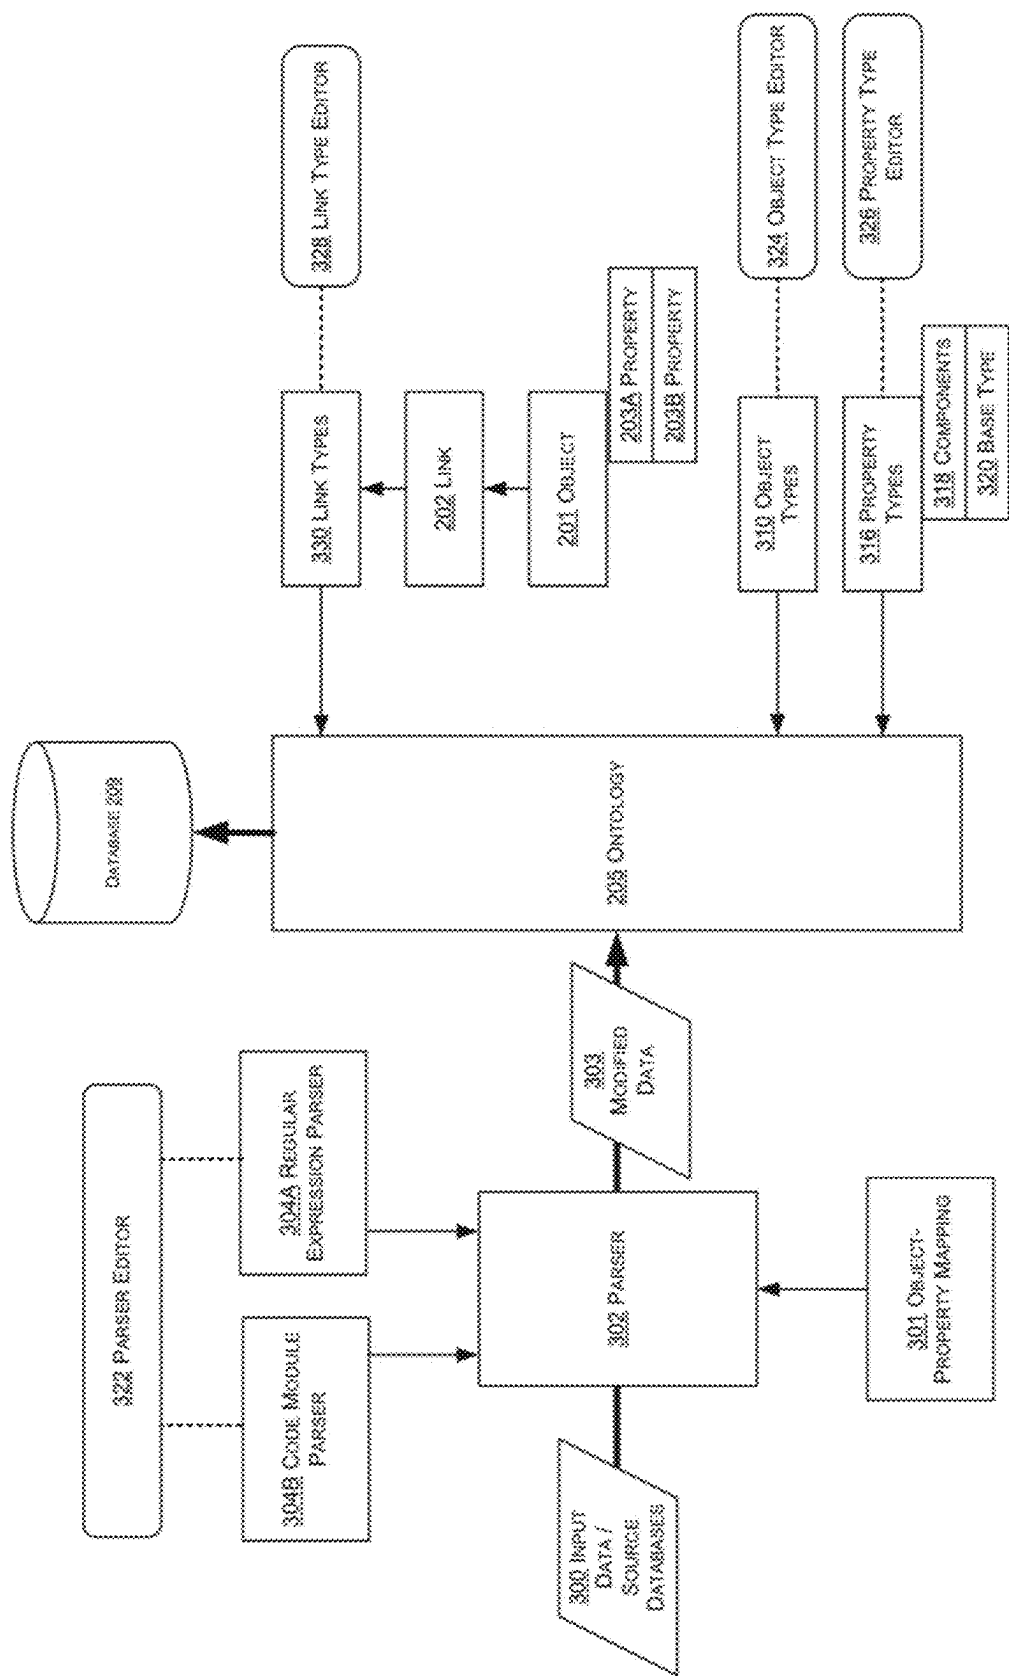 322 PARSER EDITOR
304B CODE MODULE
PARSER
304A REGULAR
EXPRESSION PARSER
300 INPUT
DATA /
SOURCE
DATABASES
302 PARSER
301 OBJECT-
PROPERTY MAPPING
303
MODIFIED
DATA
DATABASE 209
205 ONTOLOGY
330 LINK TYPES
328 LINK TYPE EDITOR
202 LINK
201 OBJECT
203A PROPERTY
203B PROPERTY
310 OBJECT
TYPES
324 OBJECT TYPE EDITOR
316 PROPERTY
TYPES
326 PROPERTY TYPE
EDITOR
318 COMPONENTS
320 BASE TYPE